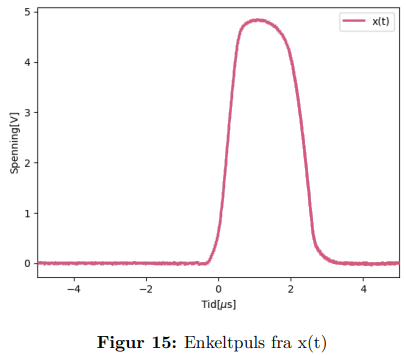 5
4
3
2
1
0
Spenning[V]
x(t)
−4
−2
0
2
4
Tid[μs]
Figur 15: Enkeltpuls fra x(t)